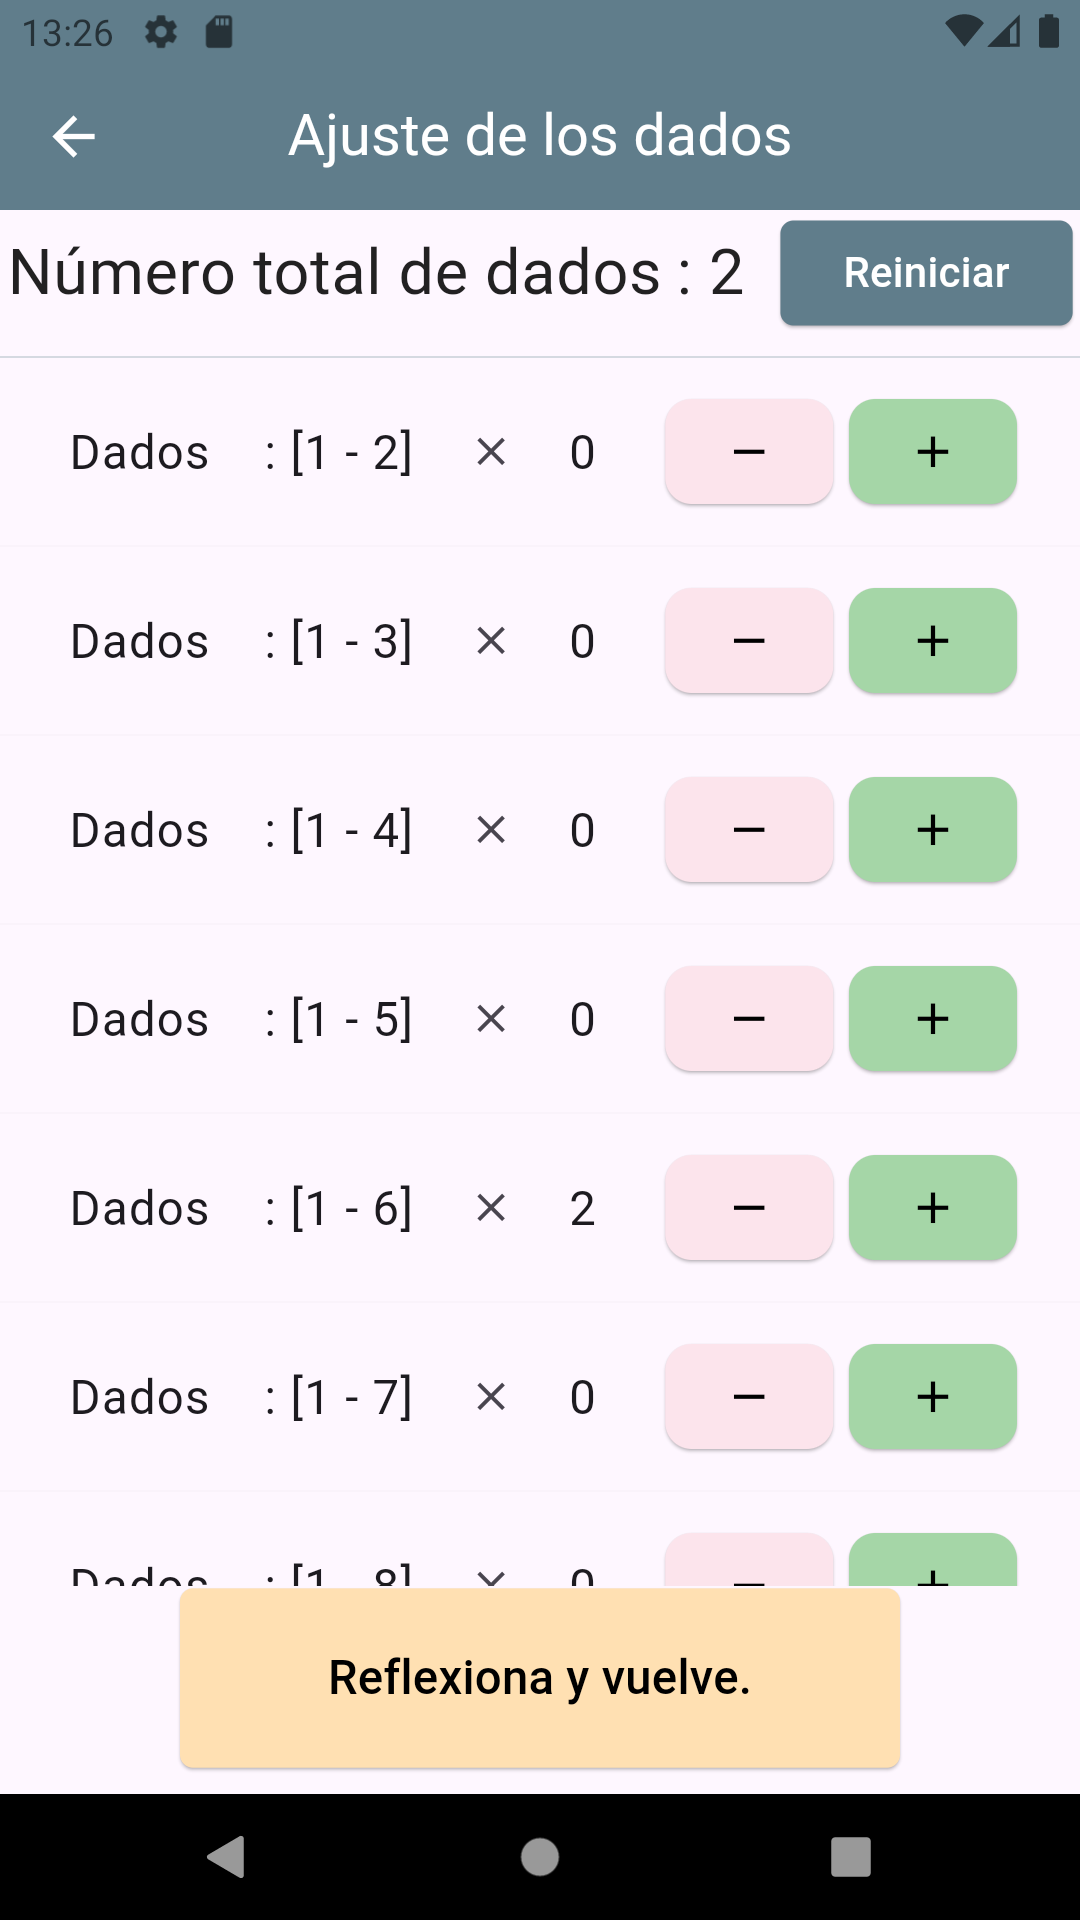 13:26
Ajuste de los dados
Número total de dados : 2 Reiniciar
Dados : [1 - 2] × 0 − +
Dados : [1 - 3] × 0 − +
Dados : [1 - 4] × 0 − +
Dados : [1 - 5] × 0 − +
Dados : [1 - 6] × 2 − +
Dados : [1 - 7] × 0 − +
Dados : [1 - 8] × 0 − +
Reflexiona y vuelve.